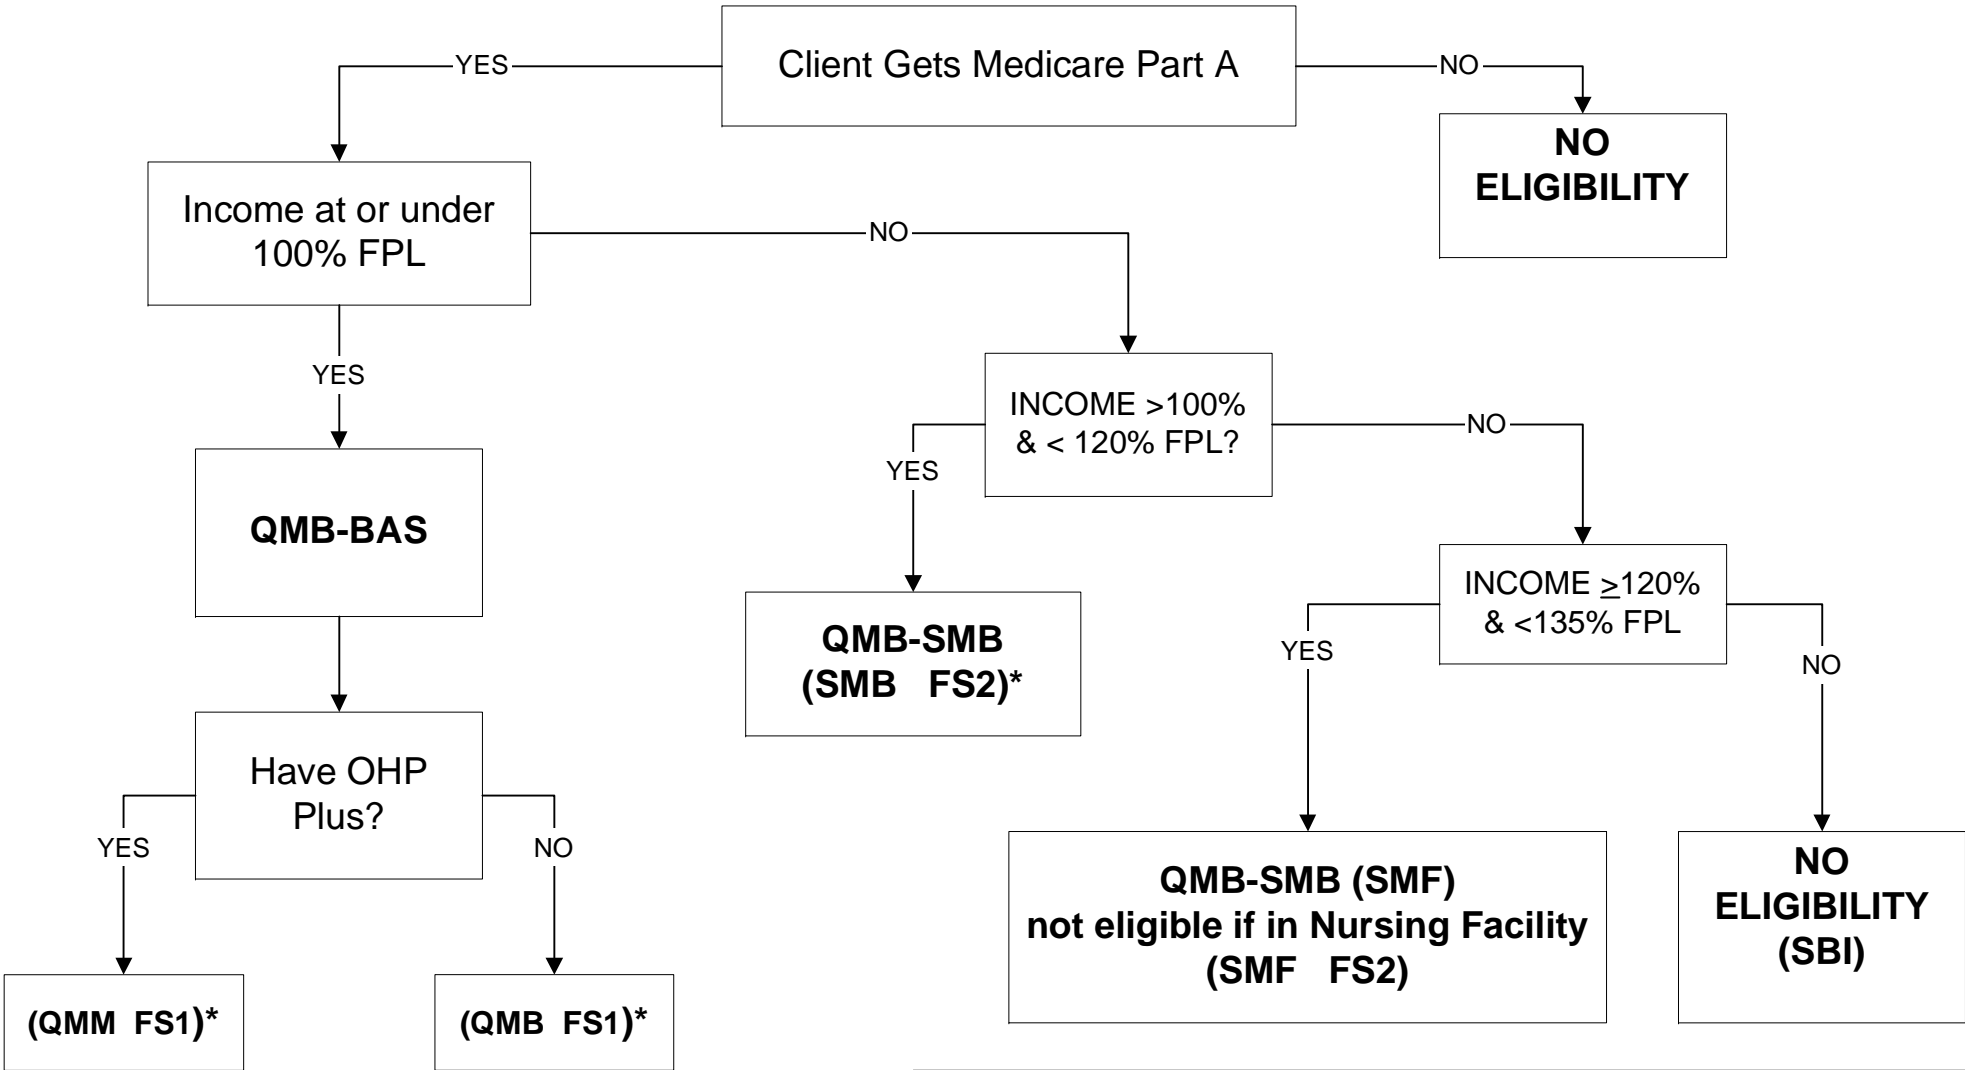 Client Gets Medicare Part A
YES
NO
NO
ELIGIBILITY
Income at or under
100% FPL
NO
YES
INCOME >100%
& < 120% FPL?
YES
NO
QMB-BAS
INCOME ≥120%
& <135% FPL
YES
NO
QMB-SMB
(SMB FS2)*
Have OHP
Plus?
YES
NO
QMB-SMB (SMF)
not eligible if in Nursing Facility
(SMF FS2)
NO
ELIGIBILITY
(SBI)
(QMM FS1)*
(QMB FS1)*